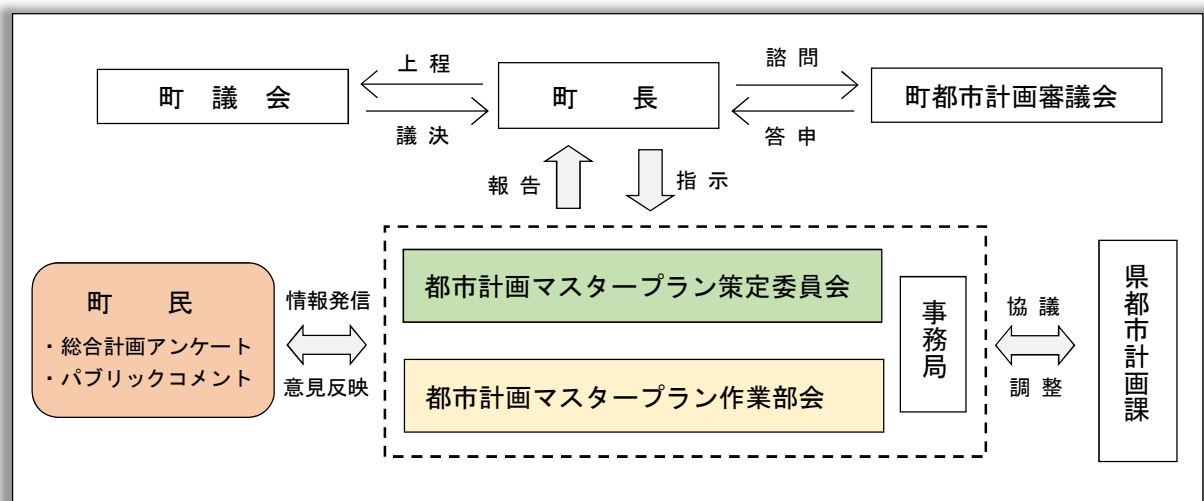 上 程
諮 問
町 議 会
町 長
町都市計画審議会
議 決
答 申
報 告
指 示
町 民
・総合計画アンケート
・パブリックコメント
情報発信
意見反映
都市計画マスタープラン策定委員会
都市計画マスタープラン作業部会
事務局
協 議
調 整
県都市計画課